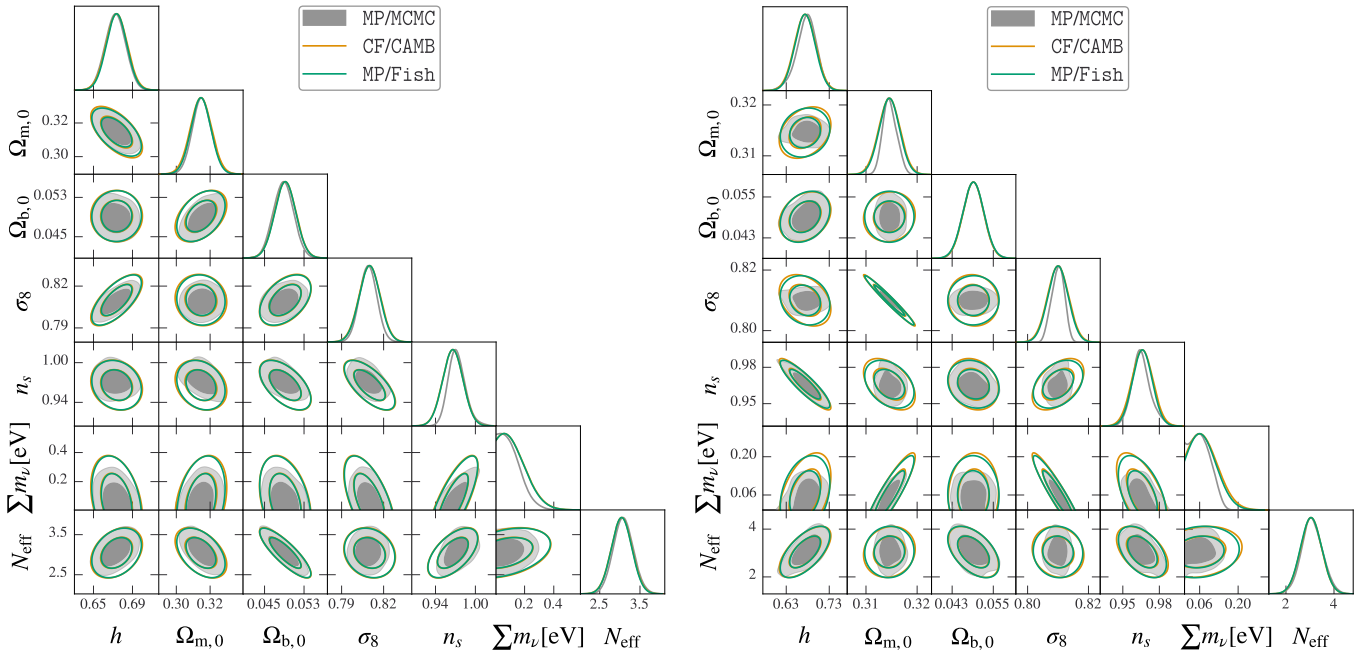 MP/MCMC
CF/CAMB
MP/Fish
Ωm,0
0.32
0.30
Ωb,0
0.053
0.045
σ8
0.82
0.79
ns
1.00
0.94
∑mν[eV]
0.4
0.2
Neff
3.5
2.5
0.65 0.69 0.30 0.32 0.045 0.053 0.79 0.82 0.94 1.00 0.2 0.4 2.5 3.5
h Ωm,0 Ωb,0 σ8 ns ∑mν[eV] Neff
MP/MCMC
CF/CAMB
MP/Fish
Ωm,0
0.32
0.31
Ωb,0
0.055
0.043
σ8
0.82
0.80
ns
0.98
0.95
∑mν[eV]
0.20
0.06
Neff
4
2
0.63 0.73 0.31 0.32 0.043 0.055 0.80 0.82 0.95 0.98 0.06 0.20 2 4
h Ωm,0 Ωb,0 σ8 ns ∑mν[eV] Neff